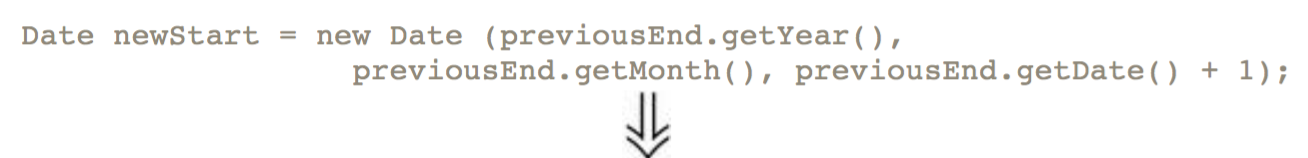 Date newStart = new Date (previousEnd.getYear(),
previousEnd.getMonth(), previousEnd.getDate() + 1);